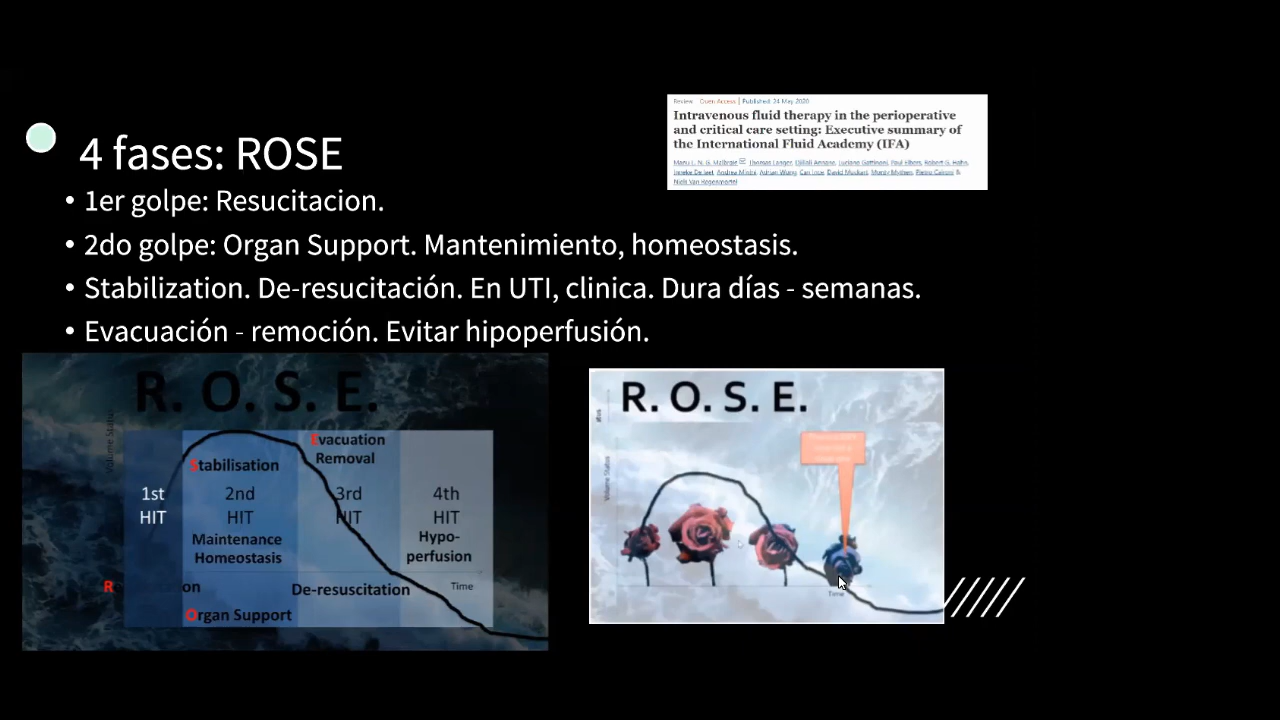 Review Open Access | Published: 24 May 2020
Intravenous fluid therapy in the perioperative
and critical care setting: Executive summary of
the International Fluid Academy (IFA)
4 fases: ROSE
• 1er golpe: Resucitacion.
• 2do golpe: Organ Support. Mantenimiento, homeostasis.
• Stabilization. De-resucitación. En UTI, clinica. Dura días - semanas.
• Evacuación - remoción. Evitar hipoperfusión.
R. O. S. E.
Volume Status
Evacuation
Removal
Stabilisation
1st
HIT
2nd
HIT
3rd
HIT
4th
HIT
Maintenance
Homeostasis
Hypo-
perfusion
De-resuscitation
Time
Organ Support
R. O. S. E.
Volume Status
Time